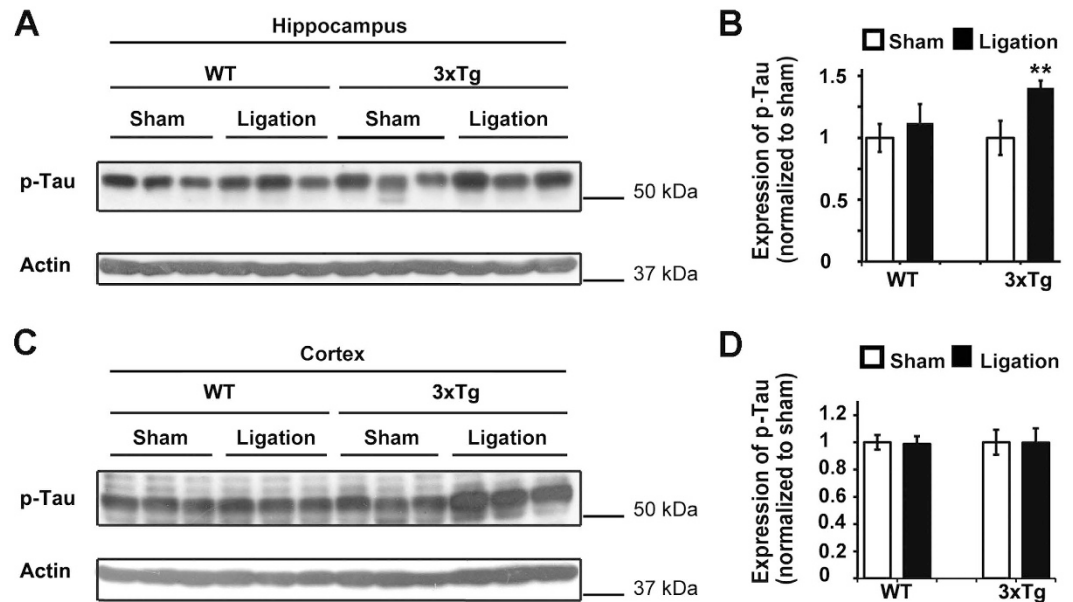 A
Hippocampus
WT 3xTg
Sham Ligation Sham Ligation
p-Tau
50 kDa
Actin
37 kDa
B
Sham Ligation
Expression of p-Tau
(normalized to sham)
1.5
1
0.5
0
**
WT 3xTg
C
Cortex
WT 3xTg
Sham Ligation Sham Ligation
p-Tau
50 kDa
Actin
37 kDa
D
Sham Ligation
Expression of p-Tau
(normalized to sham)
1.2
1
0.8
0.6
0.4
0.2
0
WT 3xTg